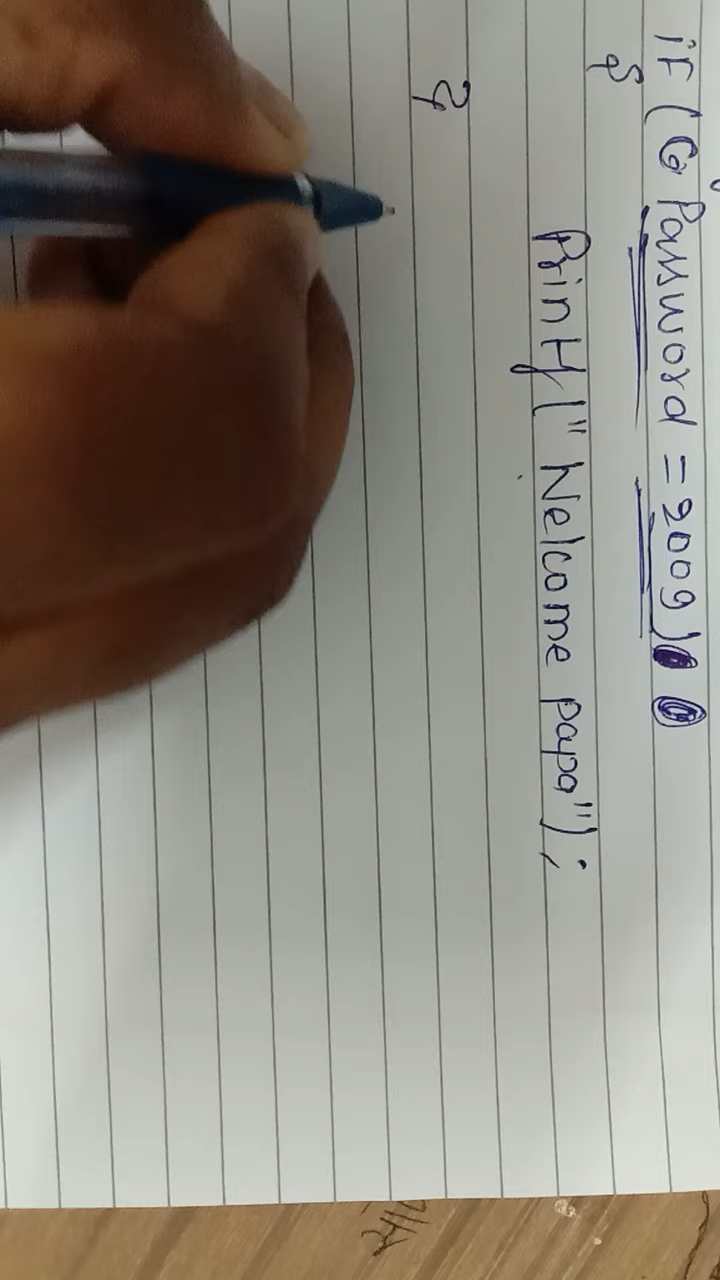 if ( Password = 2009)
{
Printf("Welcome papa");
}